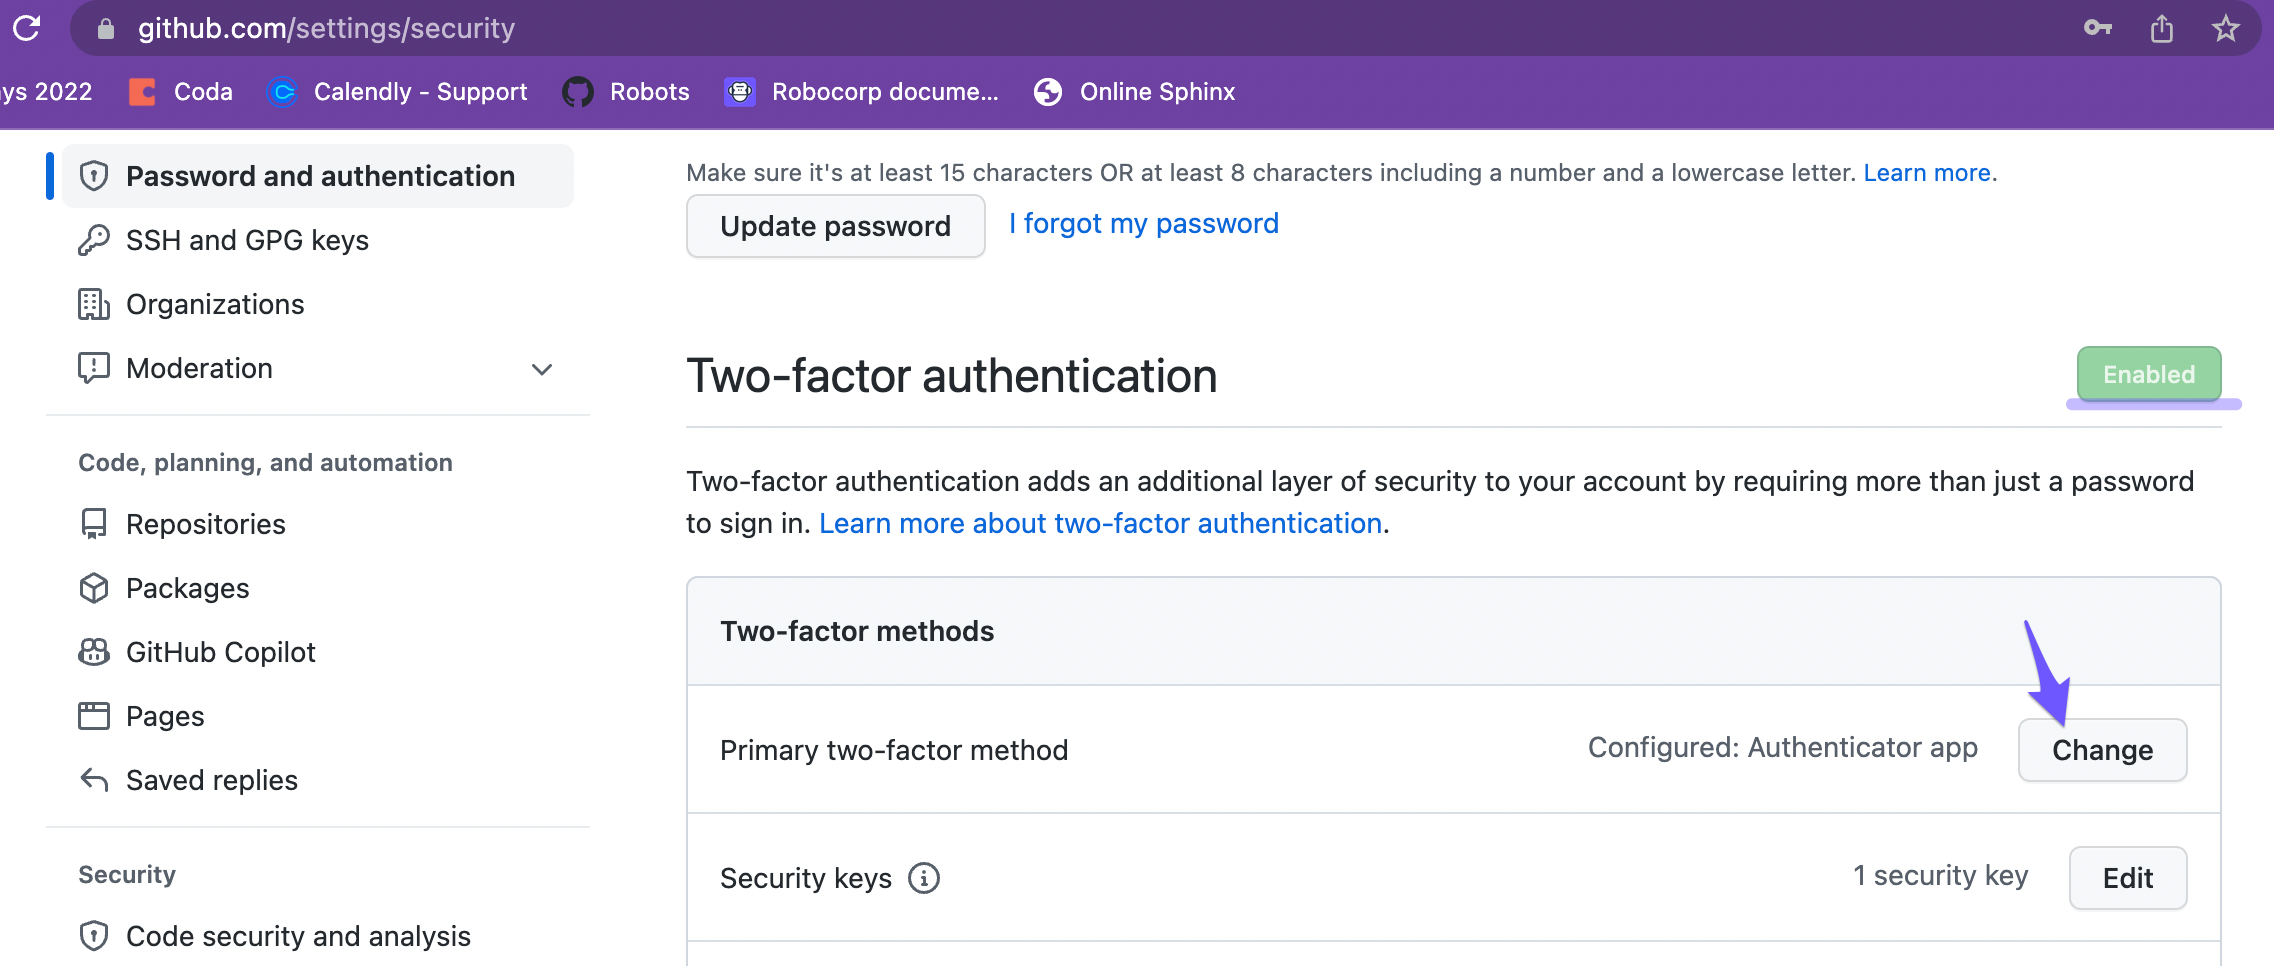 github.com/settings/security
ys 2022 Coda Calendly - Support Robots Robocorp docume... Online Sphinx
Password and authentication
SSH and GPG keys
Organizations
Moderation
Code, planning, and automation
Repositories
Packages
GitHub Copilot
Pages
Saved replies
Security
Code security and analysis
Make sure it's at least 15 characters OR at least 8 characters including a number and a lowercase letter. Learn more.
Update password I forgot my password
Two-factor authentication Enabled
Two-factor authentication adds an additional layer of security to your account by requiring more than just a password
to sign in. Learn more about two-factor authentication.
Two-factor methods
Primary two-factor method Configured: Authenticator app Change
Security keys 1 security key Edit